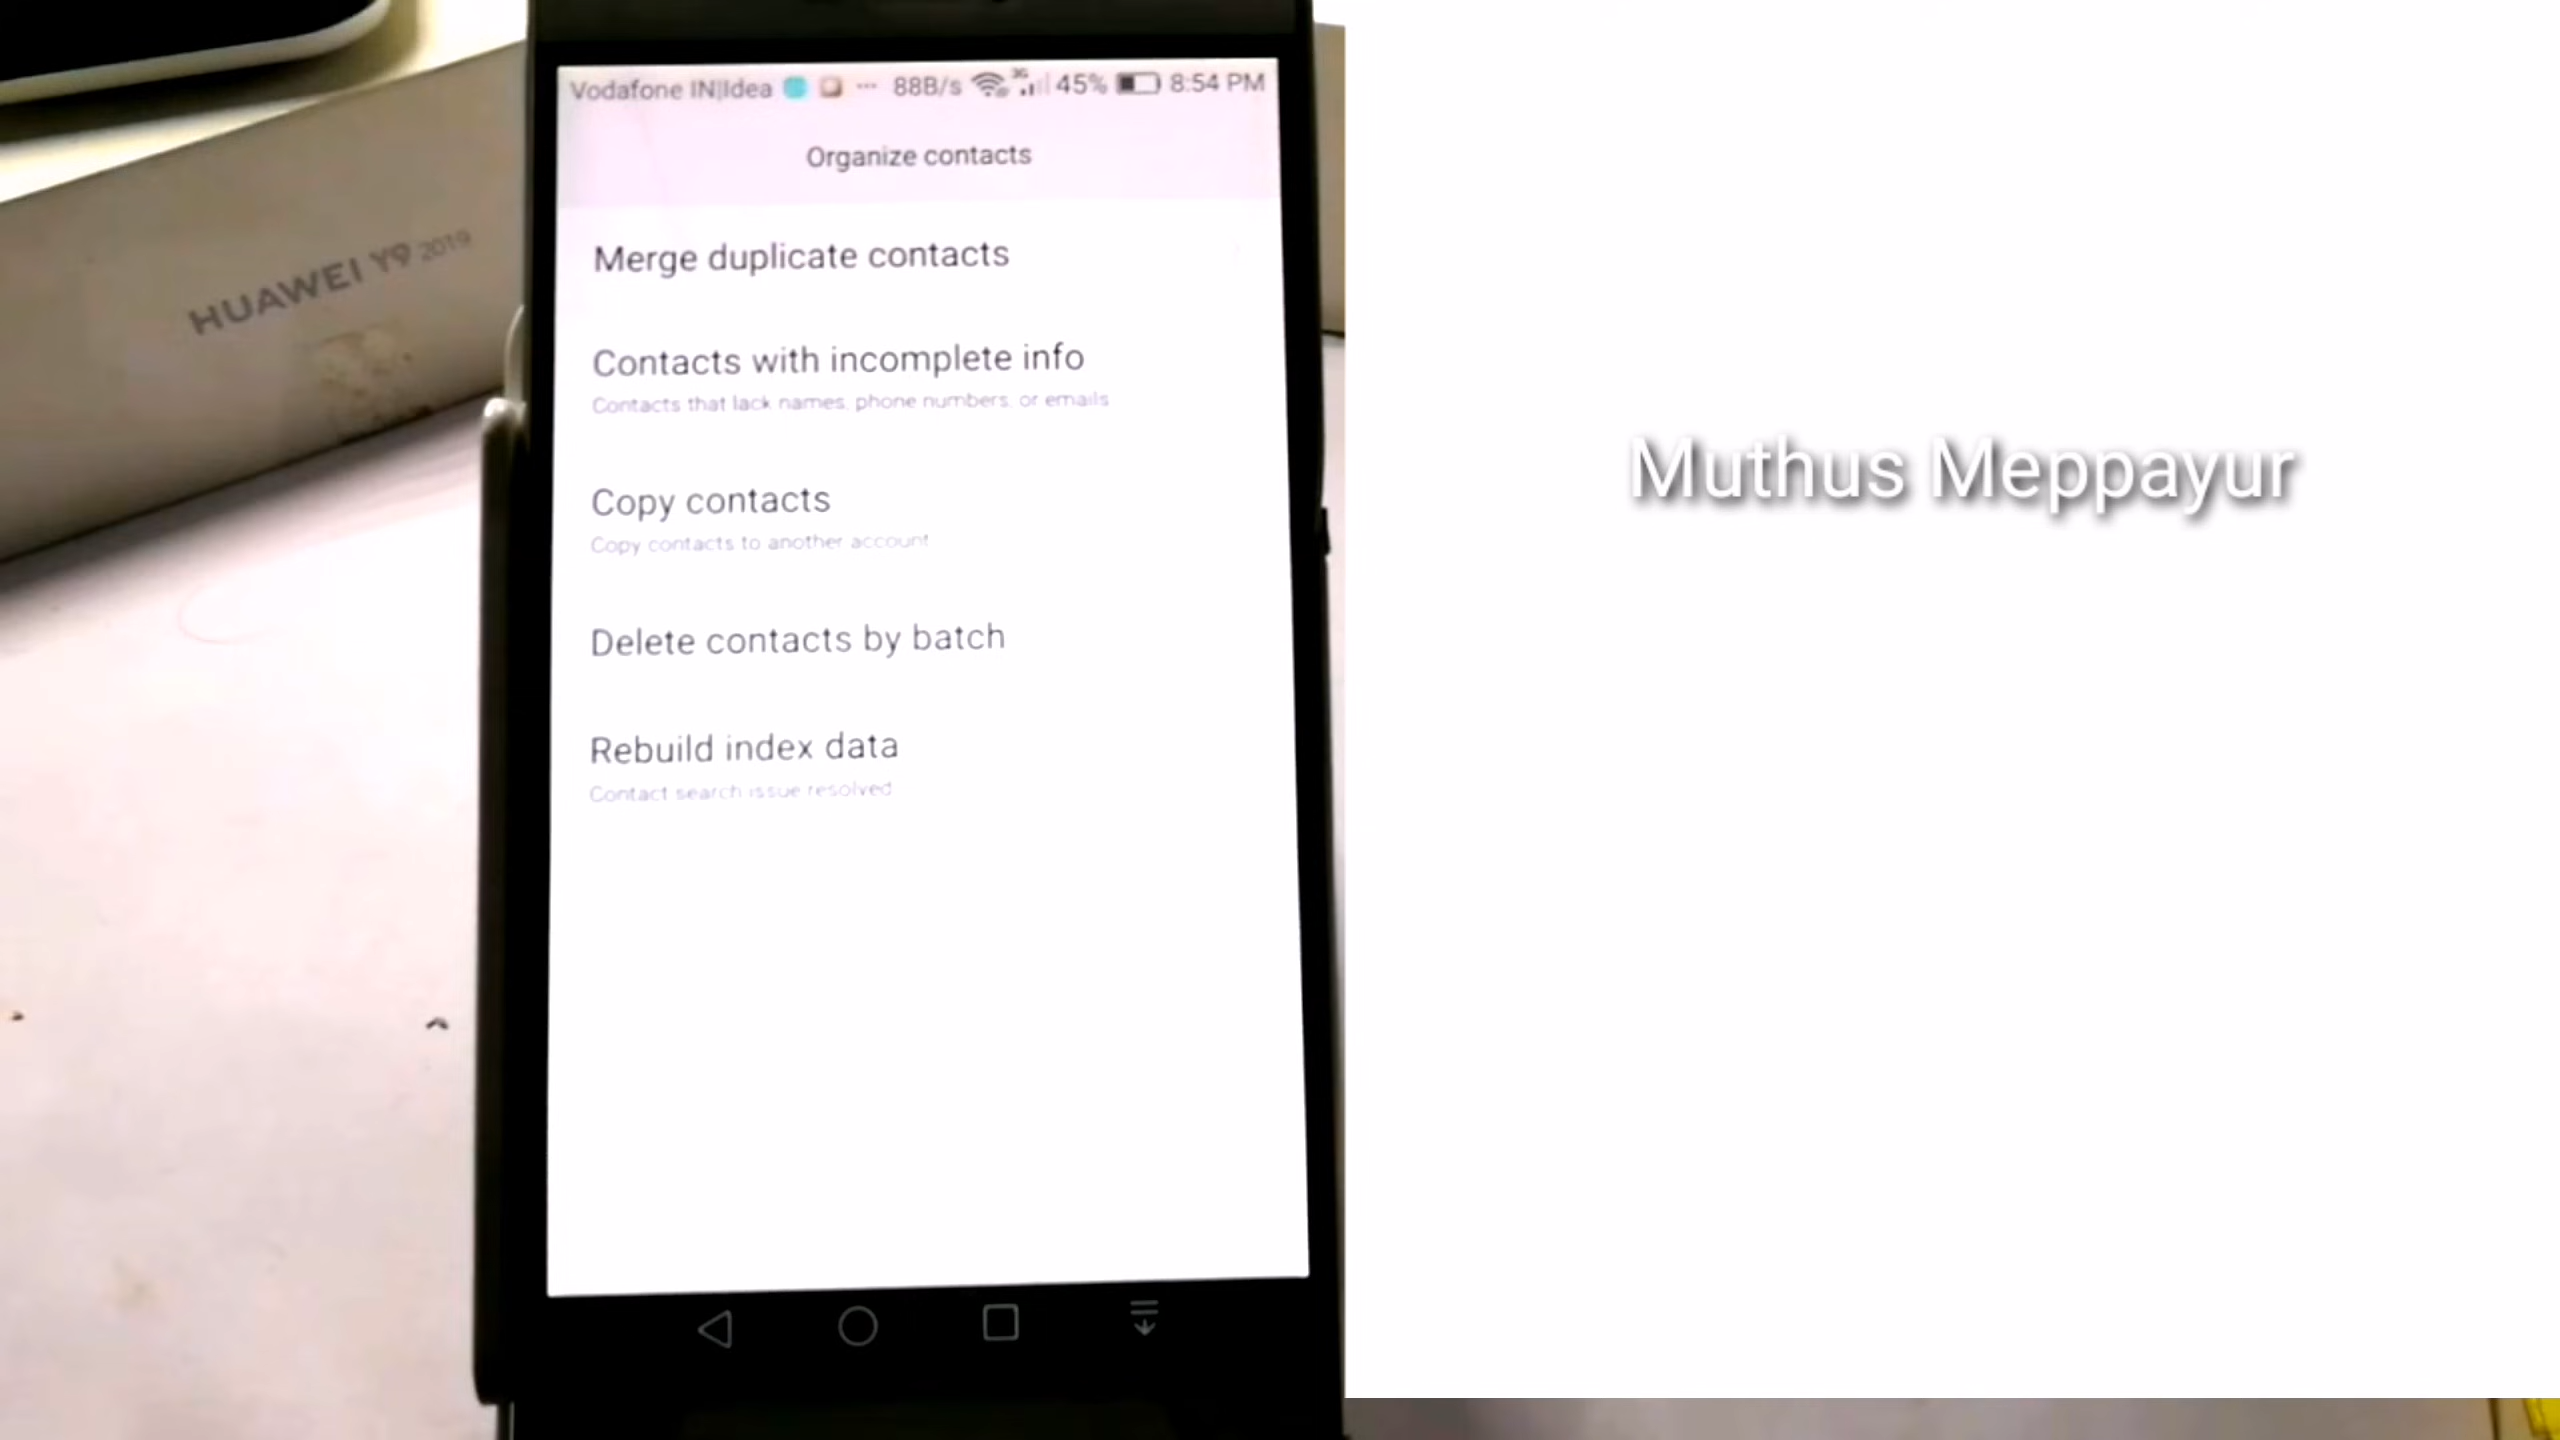 HUAWEI Y9 2019
Vodafone IN|Idea ... 88B/s 3G 45% 8:54 PM
Organize contacts
Merge duplicate contacts
Contacts with incomplete info
Contacts that lack names, phone numbers, or emails
Copy contacts
Copy contacts to another account
Delete contacts by batch
Rebuild index data
Contact search issue resolved
Muthus Meppayur